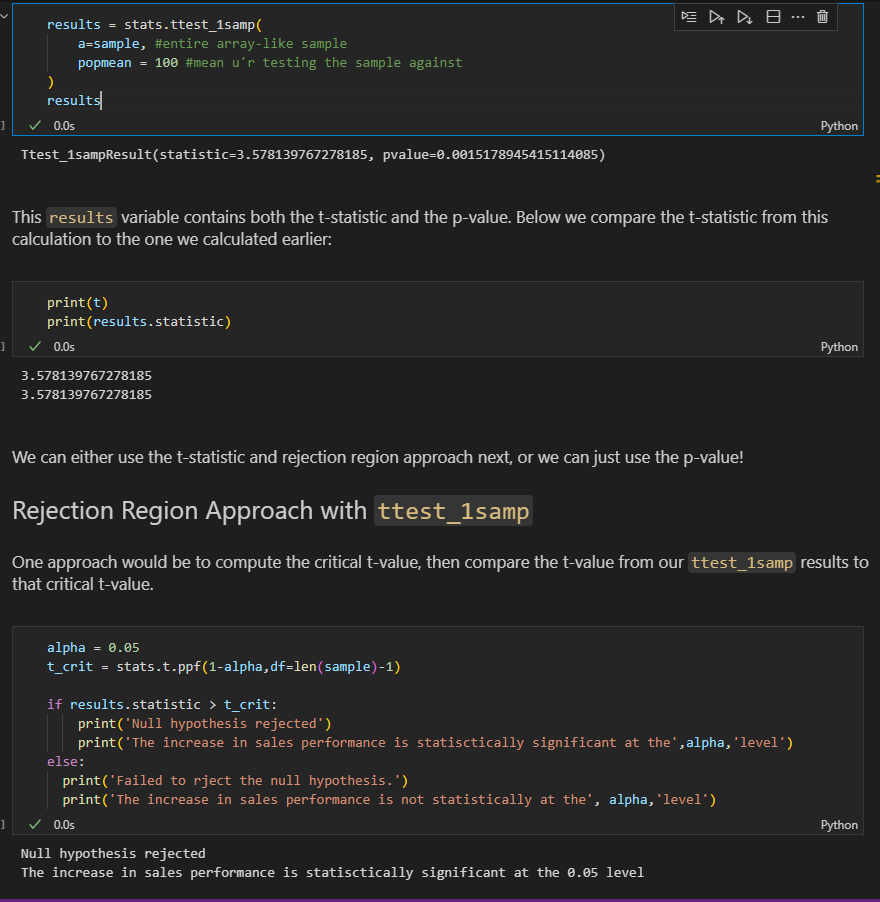 results = stats.ttest_1samp(
a=sample, #entire array-like sample
popmean = 100 #mean u'r testing the sample against
)
results
] ✓ 0.0s Python
Ttest_1sampResult(statistic=3.578139767278185, pvalue=0.0015178945415114085)
This results variable contains both the t-statistic and the p-value. Below we compare the t-statistic from this
calculation to the one we calculated earlier:
print(t)
print(results.statistic)
] ✓ 0.0s Python
3.578139767278185
3.578139767278185
We can either use the t-statistic and rejection region approach next, or we can just use the p-value!
Rejection Region Approach with ttest_1samp
One approach would be to compute the critical t-value, then compare the t-value from our ttest_1samp results to
that critical t-value.
alpha = 0.05
t_crit = stats.t.ppf(1-alpha,df=len(sample)-1)
if results.statistic > t_crit:
print('Null hypothesis rejected')
print('The increase in sales performance is statisctically significant at the',alpha,'level')
else:
print('Failed to rject the null hypothesis.')
print('The increase in sales performance is not statistically at the', alpha,'level')
] ✓ 0.0s Python
Null hypothesis rejected
The increase in sales performance is statisctically significant at the 0.05 level